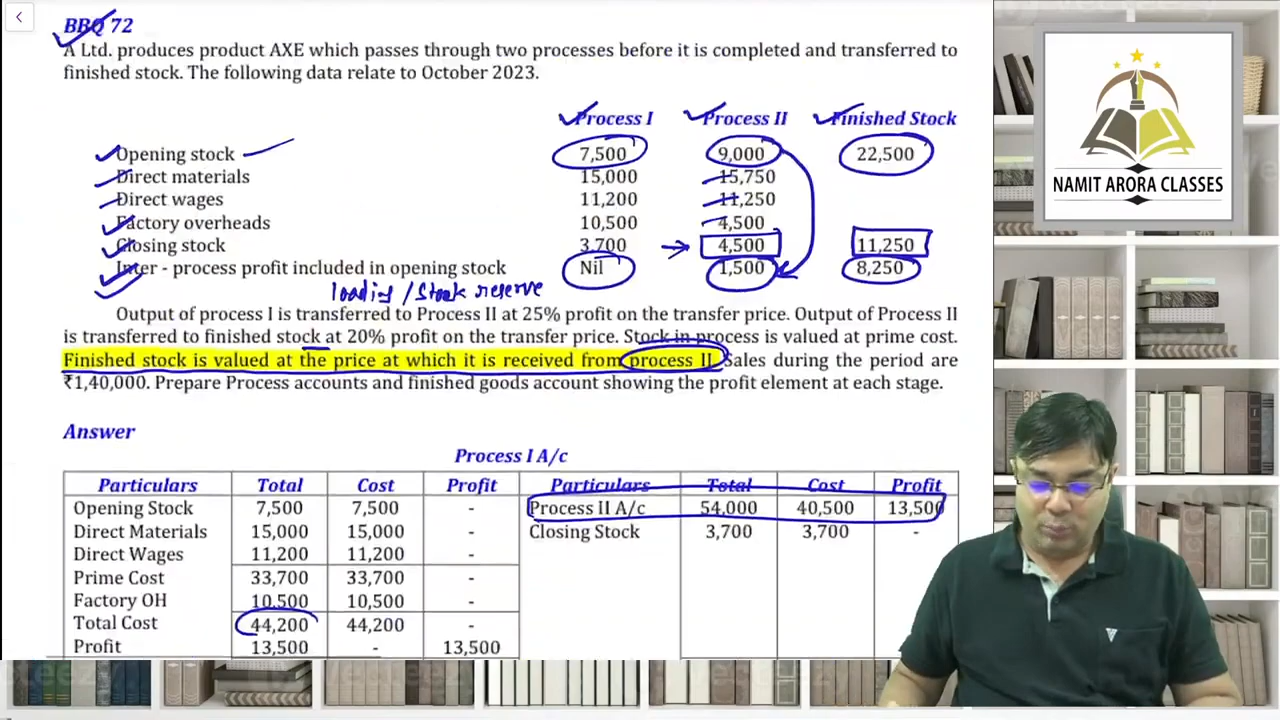 BBQ 72
A Ltd. produces product AXE which passes through two processes before it is completed and transferred to
finished stock. The following data relate to October 2023.
Process I Process II Finished Stock
Opening stock 7,500 9,000 22,500
Direct materials 15,000 15,750
Direct wages 11,200 11,250
Factory overheads 10,500 4,500
Closing stock 3,700 4,500 11,250
Inter - process profit included in opening stock Nil 1,500 8,250
loading / Stock reserve
Output of process I is transferred to Process II at 25% profit on the transfer price. Output of Process II
is transferred to finished stock at 20% profit on the transfer price. Stock in process is valued at prime cost.
Finished stock is valued at the price at which it is received from process II. Sales during the period are
₹1,40,000. Prepare Process accounts and finished goods account showing the profit element at each stage.
Answer
Process I A/c
Particulars Total Cost Profit Particulars Total Cost Profit
Opening Stock 7,500 7,500 - Process II A/c 54,000 40,500 13,500
Direct Materials 15,000 15,000 - Closing Stock 3,700 3,700 -
Direct Wages 11,200 11,200 -
Prime Cost 33,700 33,700 -
Factory OH 10,500 10,500 -
Total Cost 44,200 44,200 -
Profit 13,500 - 13,500
NAMIT ARORA CLASSES